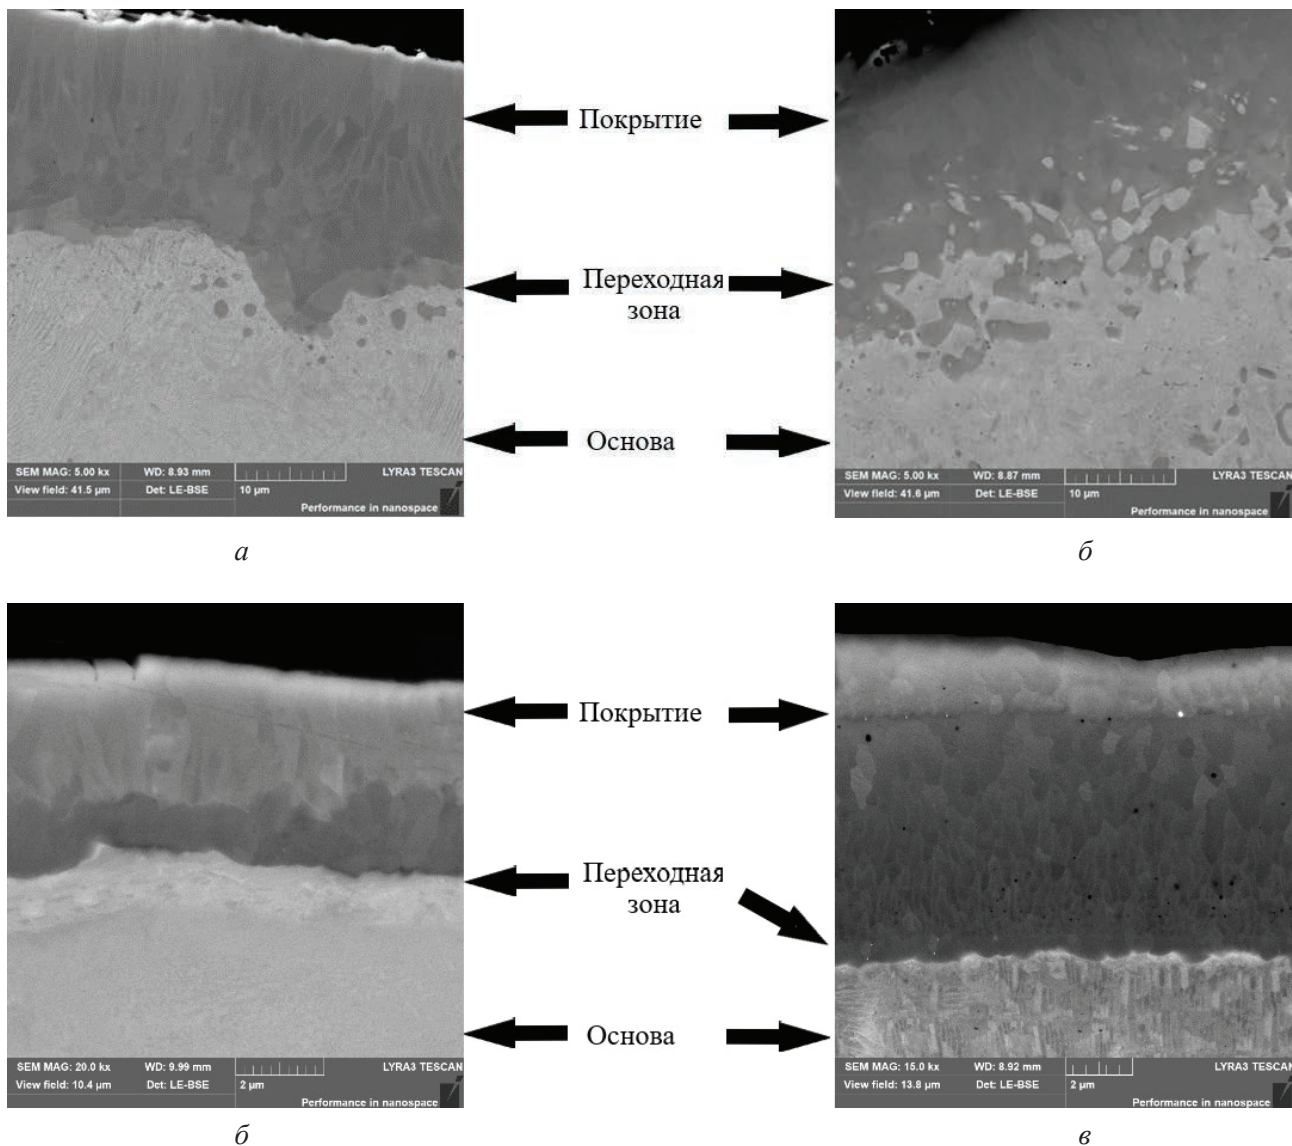 Покрытие
Переходная
зона
Основа
SEM MAG: 5.00 kx WD: 8.93 mm LYRA3 TESCAN
View field: 41.5 µm Det: LE-BSE 10 µm
Performance in nanospace
SEM MAG: 5.00 kx WD: 8.87 mm LYRA3 TESCAN
View field: 41.6 µm Det: LE-BSE 10 µm
Performance in nanospace
а
б
Покрытие
Переходная
зона
Основа
SEM MAG: 20.0 kx WD: 9.99 mm LYRA3 TESCAN
View field: 10.4 µm Det: LE-BSE 2 µm
Performance in nanospace
SEM MAG: 15.0 kx WD: 8.92 mm LYRA3 TESCAN
View field: 13.8 µm Det: LE-BSE 2 µm
Performance in nanospace
б
в